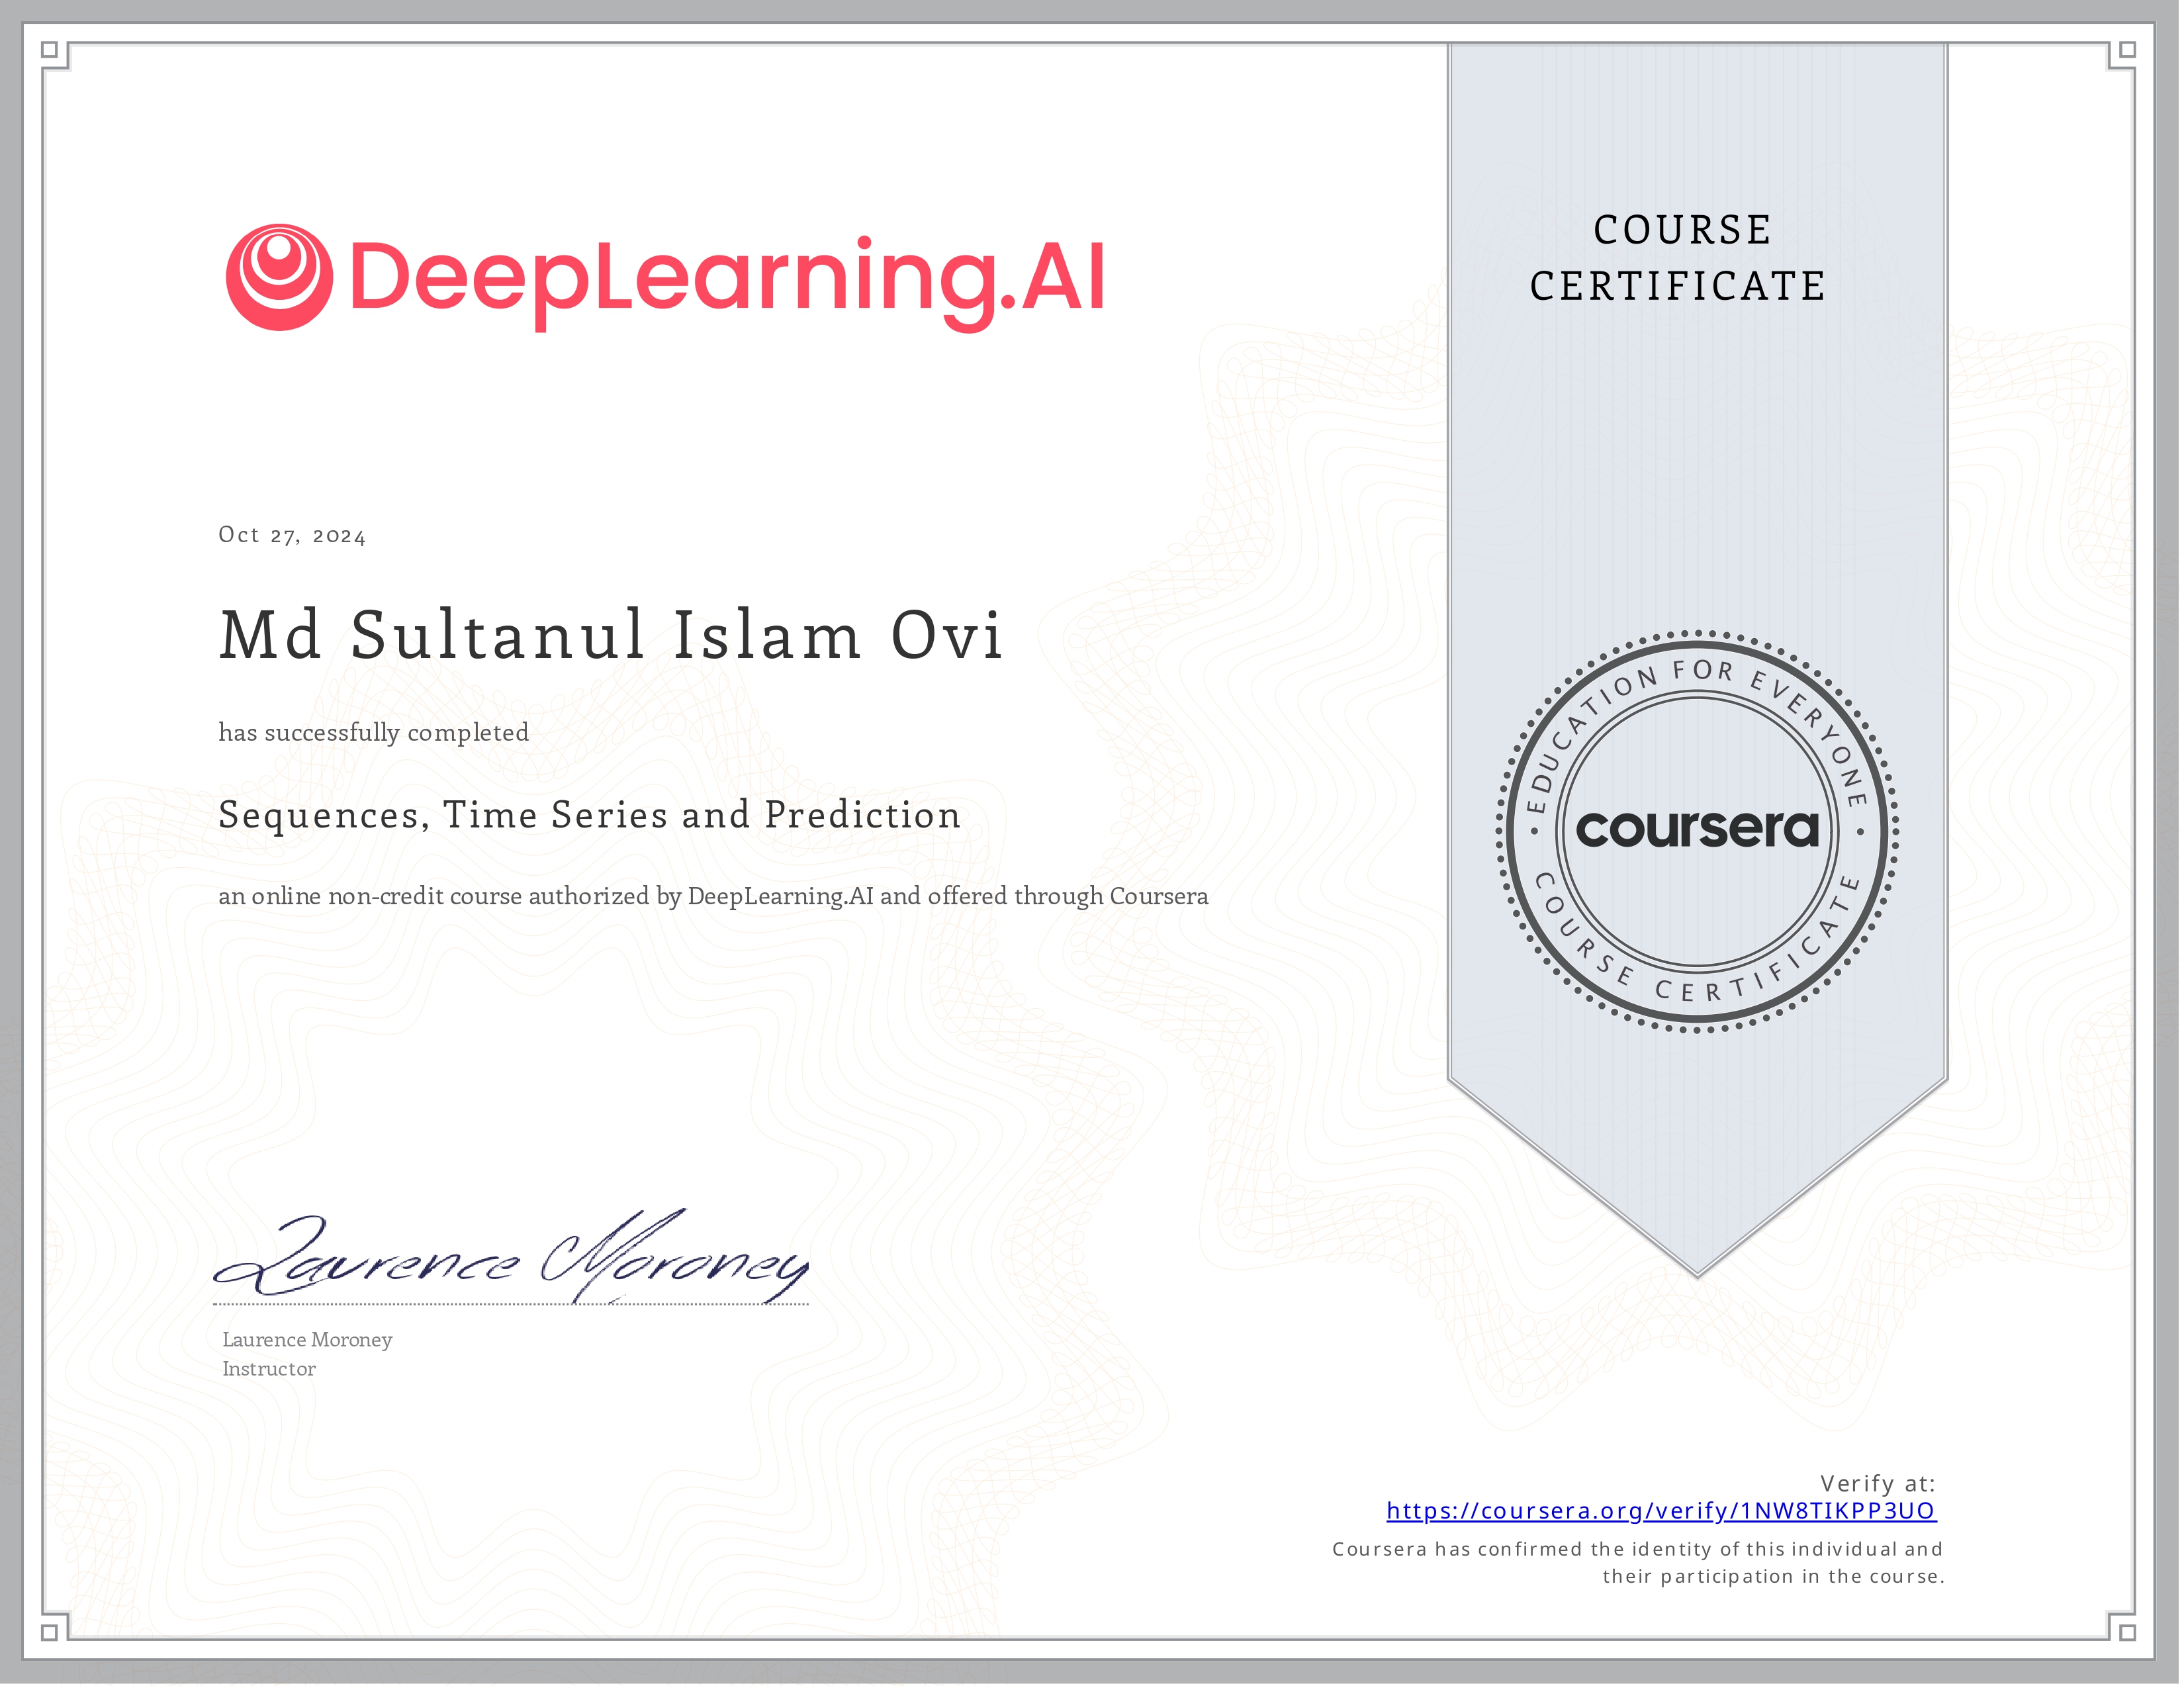 DeepLearning.AI
COURSE
CERTIFICATE
Oct 27, 2024
Md Sultanul Islam Ovi
has successfully completed
Sequences, Time Series and Prediction
an online non-credit course authorized by DeepLearning.AI and offered through Coursera
EDUCATION FOR EVERYONE
coursera
COURSE CERTIFICATE
Laurence Moroney
Laurence Moroney
Instructor
Verify at:
https://coursera.org/verify/1NW8TIKPP3UO
Coursera has confirmed the identity of this individual and
their participation in the course.